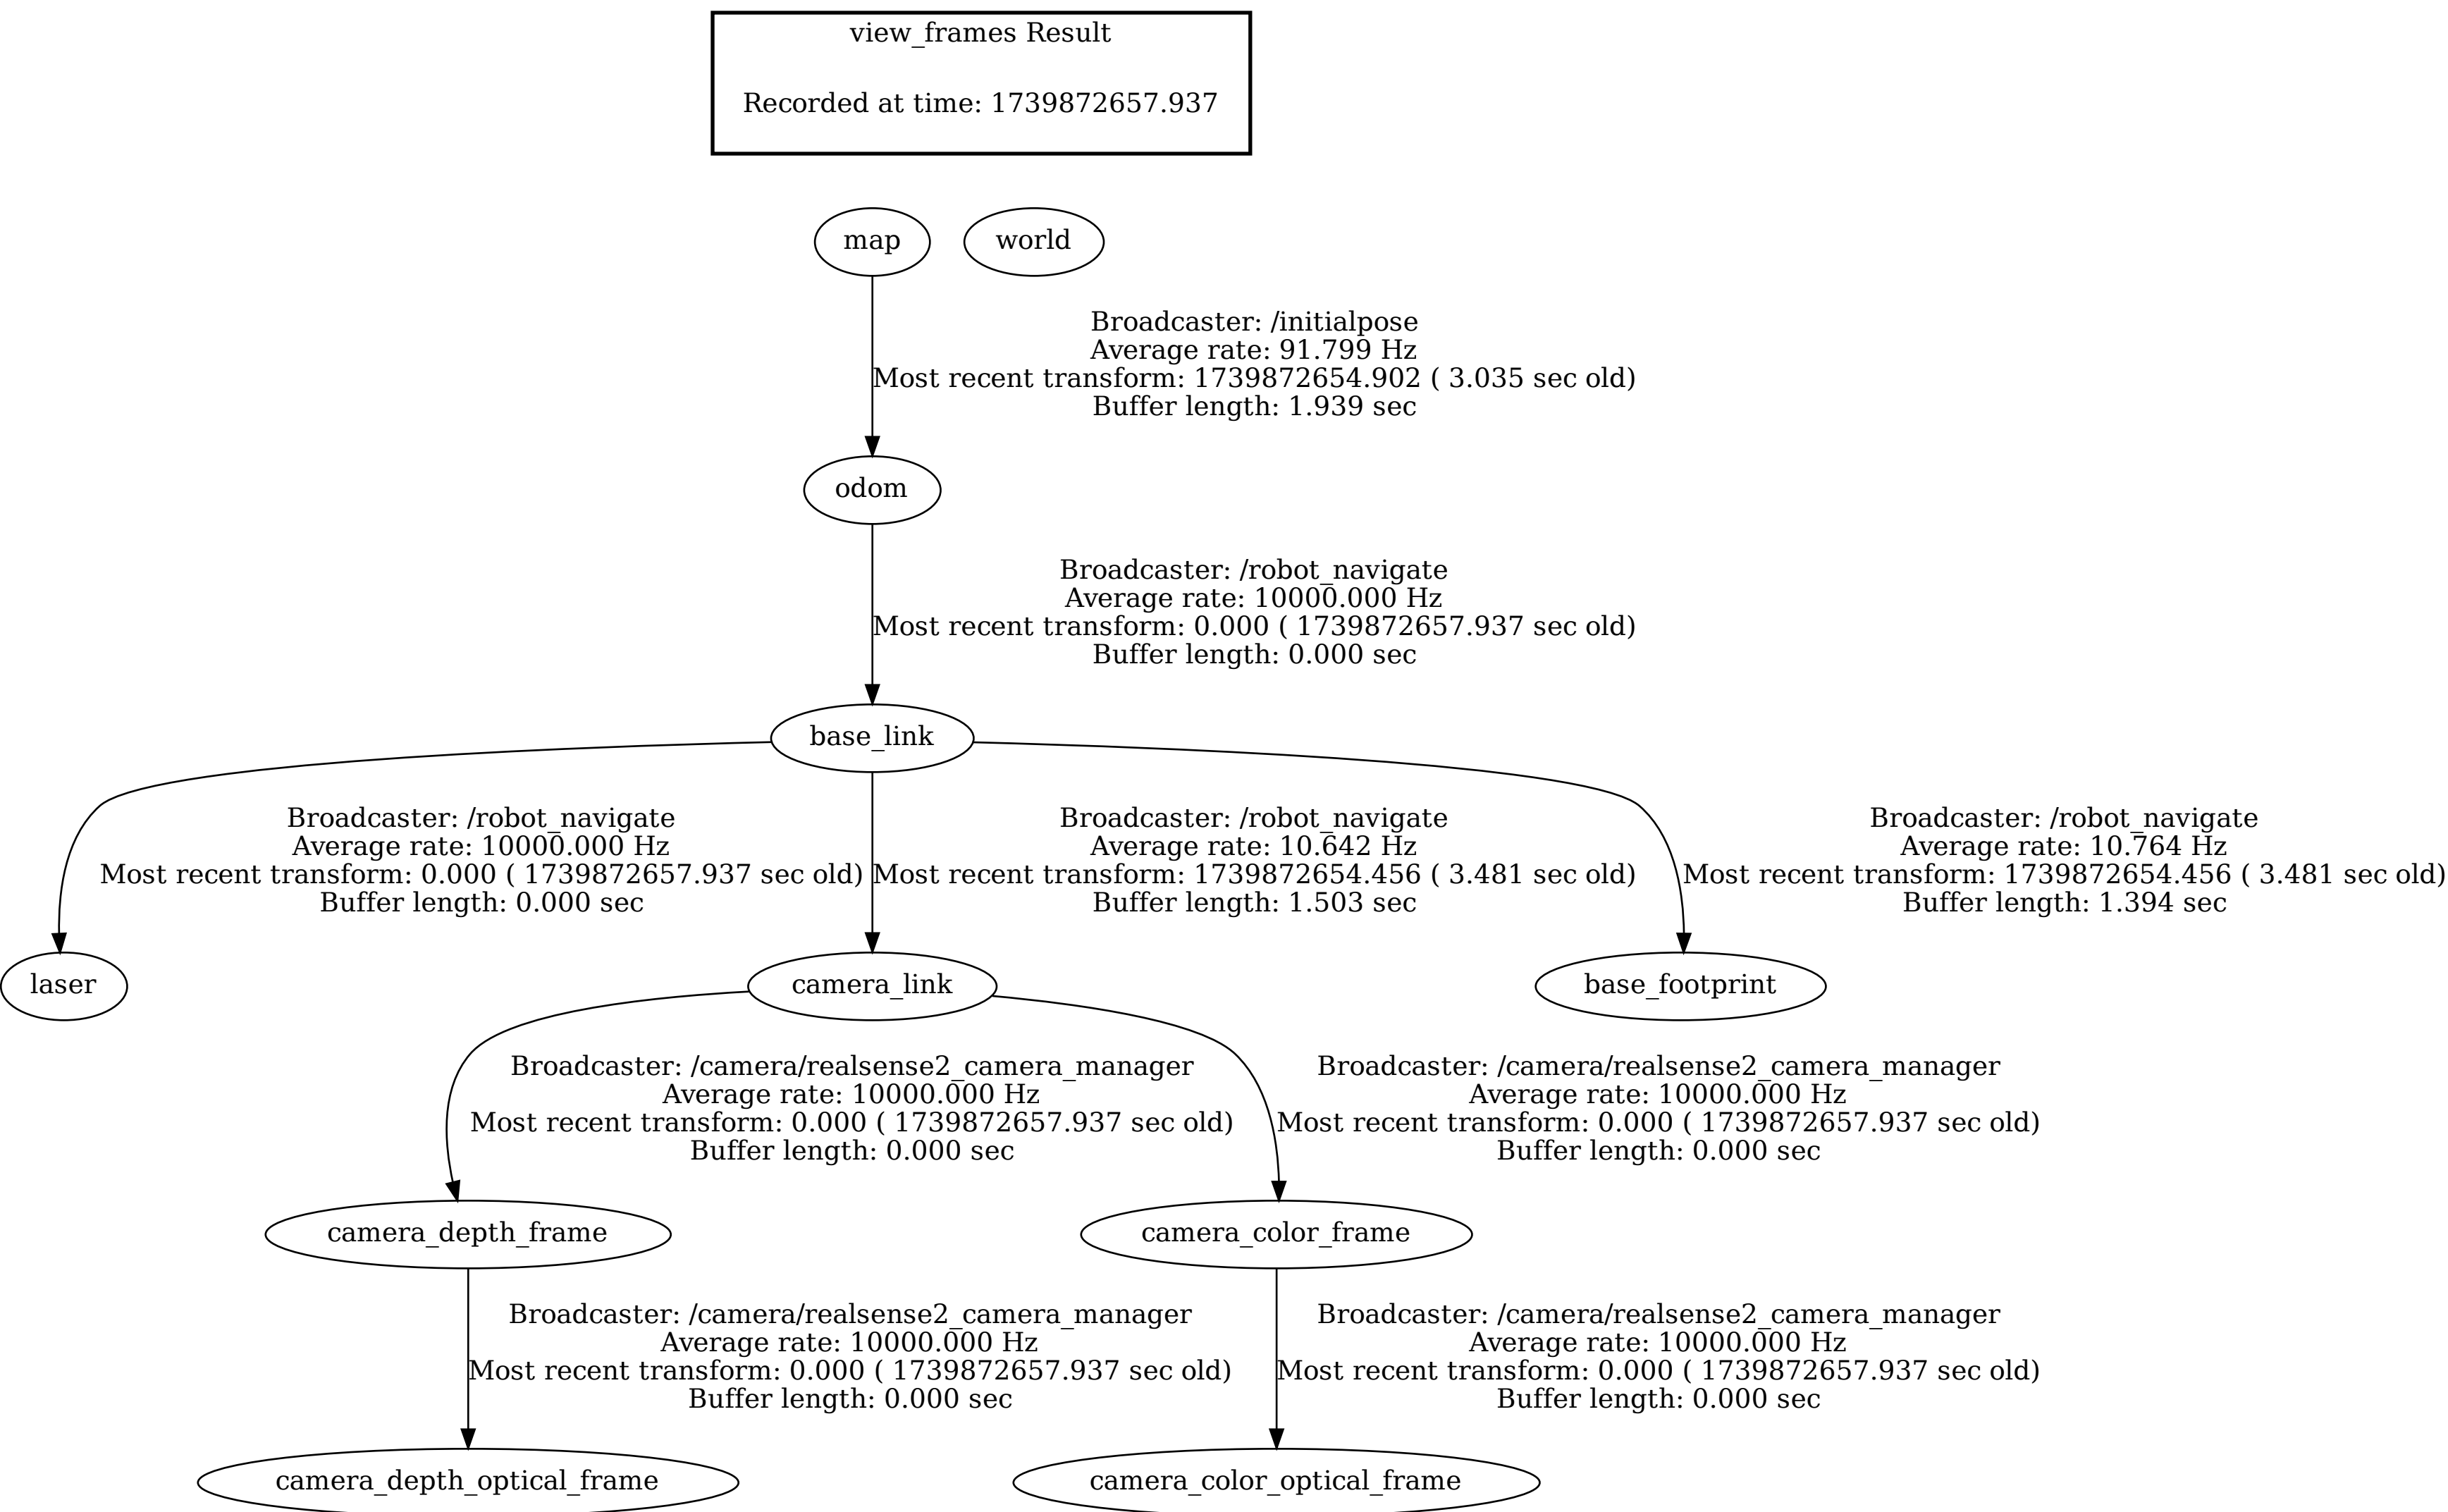 view_frames Result
Recorded at time: 1739872657.937
map
world
Broadcaster: /initialpose
Average rate: 91.799 Hz
Most recent transform: 1739872654.902 ( 3.035 sec old)
Buffer length: 1.939 sec
odom
Broadcaster: /robot_navigate
Average rate: 10000.000 Hz
Most recent transform: 0.000 ( 1739872657.937 sec old)
Buffer length: 0.000 sec
base_link
Broadcaster: /robot_navigate
Average rate: 10000.000 Hz
Most recent transform: 0.000 ( 1739872657.937 sec old)
Buffer length: 0.000 sec
Broadcaster: /robot_navigate
Average rate: 10.642 Hz
Most recent transform: 1739872654.456 ( 3.481 sec old)
Buffer length: 1.503 sec
Broadcaster: /robot_navigate
Average rate: 10.764 Hz
Most recent transform: 1739872654.456 ( 3.481 sec old)
Buffer length: 1.394 sec
laser
camera_link
base_footprint
Broadcaster: /camera/realsense2_camera_manager
Average rate: 10000.000 Hz
Most recent transform: 0.000 ( 1739872657.937 sec old)
Buffer length: 0.000 sec
Broadcaster: /camera/realsense2_camera_manager
Average rate: 10000.000 Hz
Most recent transform: 0.000 ( 1739872657.937 sec old)
Buffer length: 0.000 sec
camera_depth_frame
camera_color_frame
Broadcaster: /camera/realsense2_camera_manager
Average rate: 10000.000 Hz
Most recent transform: 0.000 ( 1739872657.937 sec old)
Buffer length: 0.000 sec
Broadcaster: /camera/realsense2_camera_manager
Average rate: 10000.000 Hz
Most recent transform: 0.000 ( 1739872657.937 sec old)
Buffer length: 0.000 sec
camera_depth_optical_frame
camera_color_optical_frame